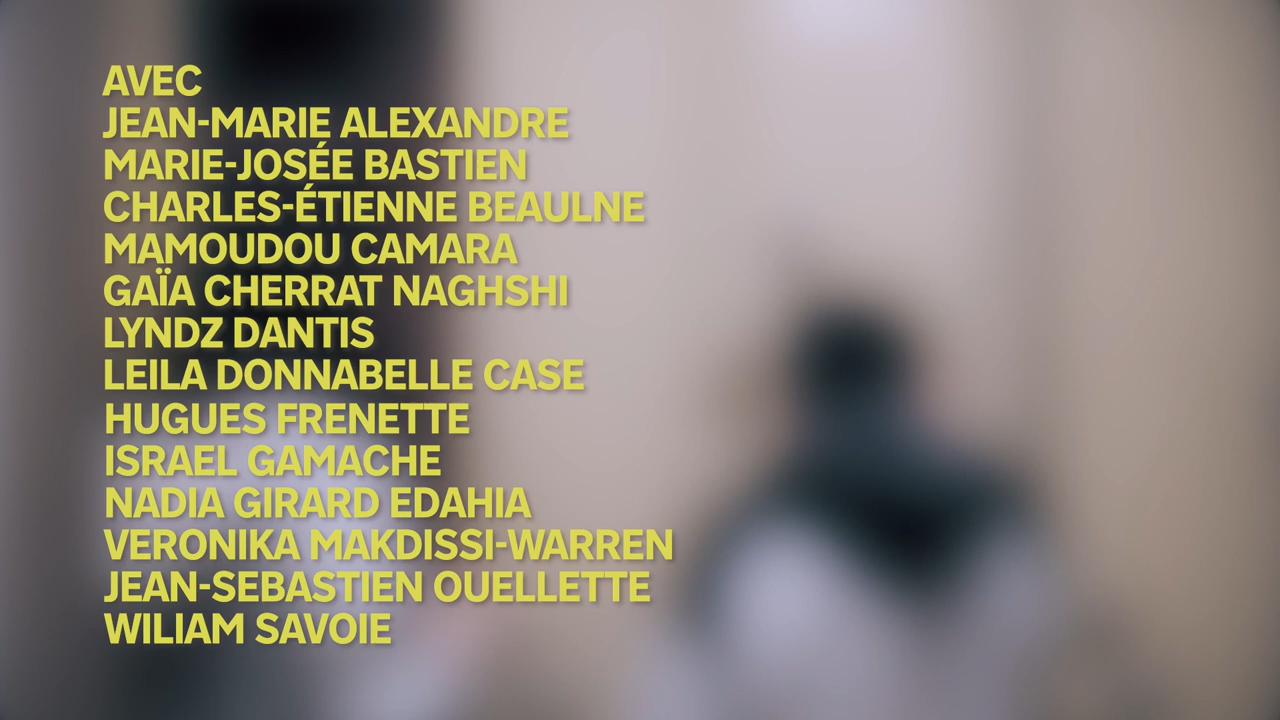 AVEC
JEAN-MARIE ALEXANDRE
MARIE-JOSÉE BASTIEN
CHARLES-ÉTIENNE BEAULNE
MAMOUDOU CAMARA
GAÏA CHERRAT NAGHSHI
LYNDZ DANTIS
LEILA DONNABELLE CASE
HUGUES FRENETTE
ISRAEL GAMACHE
NADIA GIRARD EDAHIA
VERONIKA MAKDISSI-WARREN
JEAN-SEBASTIEN OUELLETTE
WILIAM SAVOIE